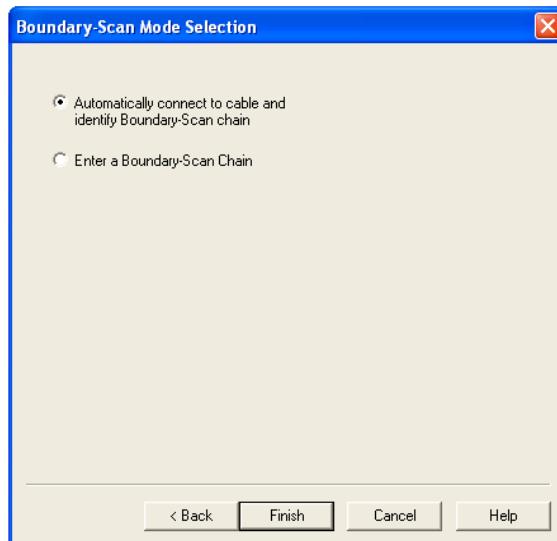 Boundary-Scan Mode Selection
Automatically connect to cable and
identify Boundary-Scan chain
Enter a Boundary-Scan Chain
< Back
Finish
Cancel
Help